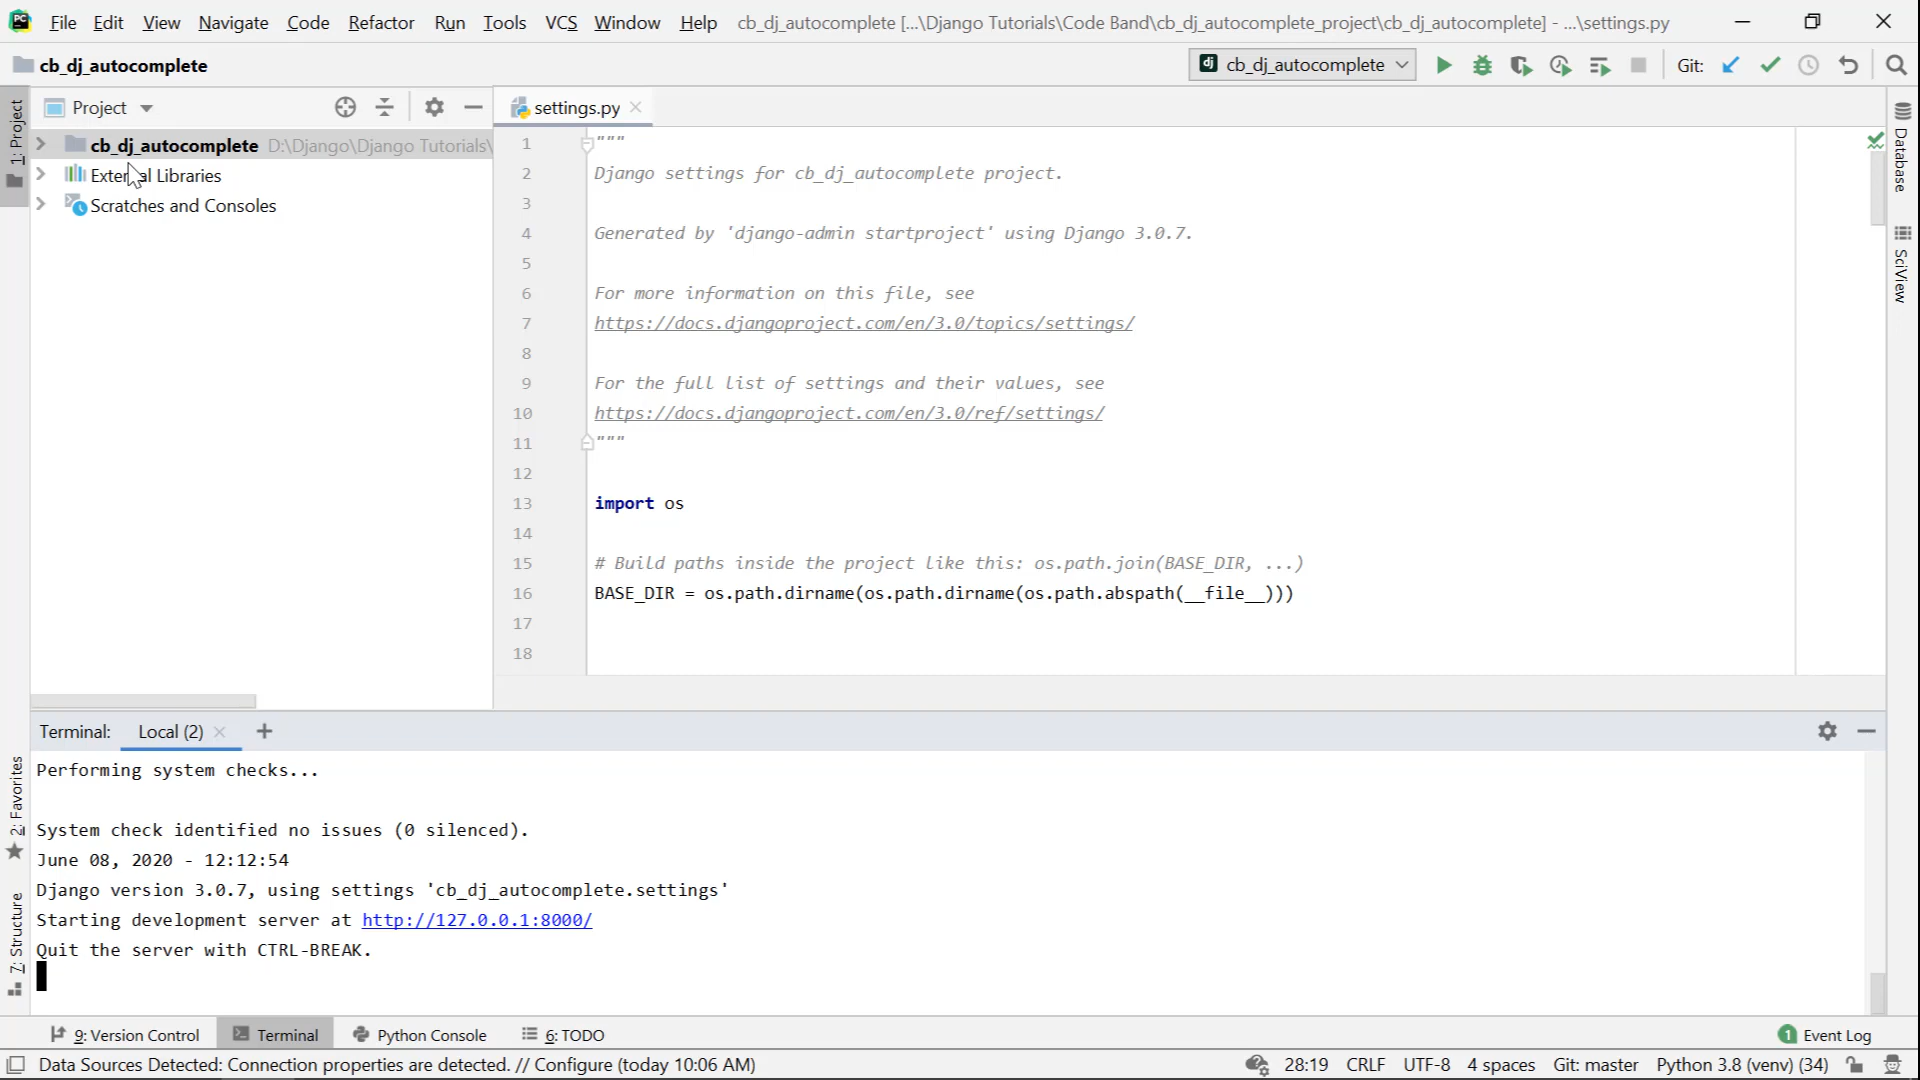 File Edit View Navigate Code Refactor Run Tools VCS Window Help cb_dj_autocomplete [...\Django Tutorials\Code Band\cb_dj_autocomplete_project\cb_dj_autocomplete] - ...\settings.py
cb_dj_autocomplete
dj cb_dj_autocomplete Git:
1: Project
Project
cb_dj_autocomplete D:\Django\Django Tutorials\
External Libraries
Scratches and Consoles
settings.py
1 """
2 Django settings for cb_dj_autocomplete project.
3
4 Generated by 'django-admin startproject' using Django 3.0.7.
5
6 For more information on this file, see
7 https://docs.djangoproject.com/en/3.0/topics/settings/
8
9 For the full list of settings and their values, see
10 https://docs.djangoproject.com/en/3.0/ref/settings/
11 """
12
13 import os
14
15 # Build paths inside the project like this: os.path.join(BASE_DIR, ...)
16 BASE_DIR = os.path.dirname(os.path.dirname(os.path.abspath(__file__)))
17
18
Database
SciView
Terminal: Local (2)
Performing system checks...
System check identified no issues (0 silenced).
June 08, 2020 - 12:12:54
Django version 3.0.7, using settings 'cb_dj_autocomplete.settings'
Starting development server at http://127.0.0.1:8000/
Quit the server with CTRL-BREAK.
2: Favorites
7: Structure
9: Version Control Terminal Python Console 6: TODO 1 Event Log
Data Sources Detected: Connection properties are detected. // Configure (today 10:06 AM) 28:19 CRLF UTF-8 4 spaces Git: master Python 3.8 (venv) (34)